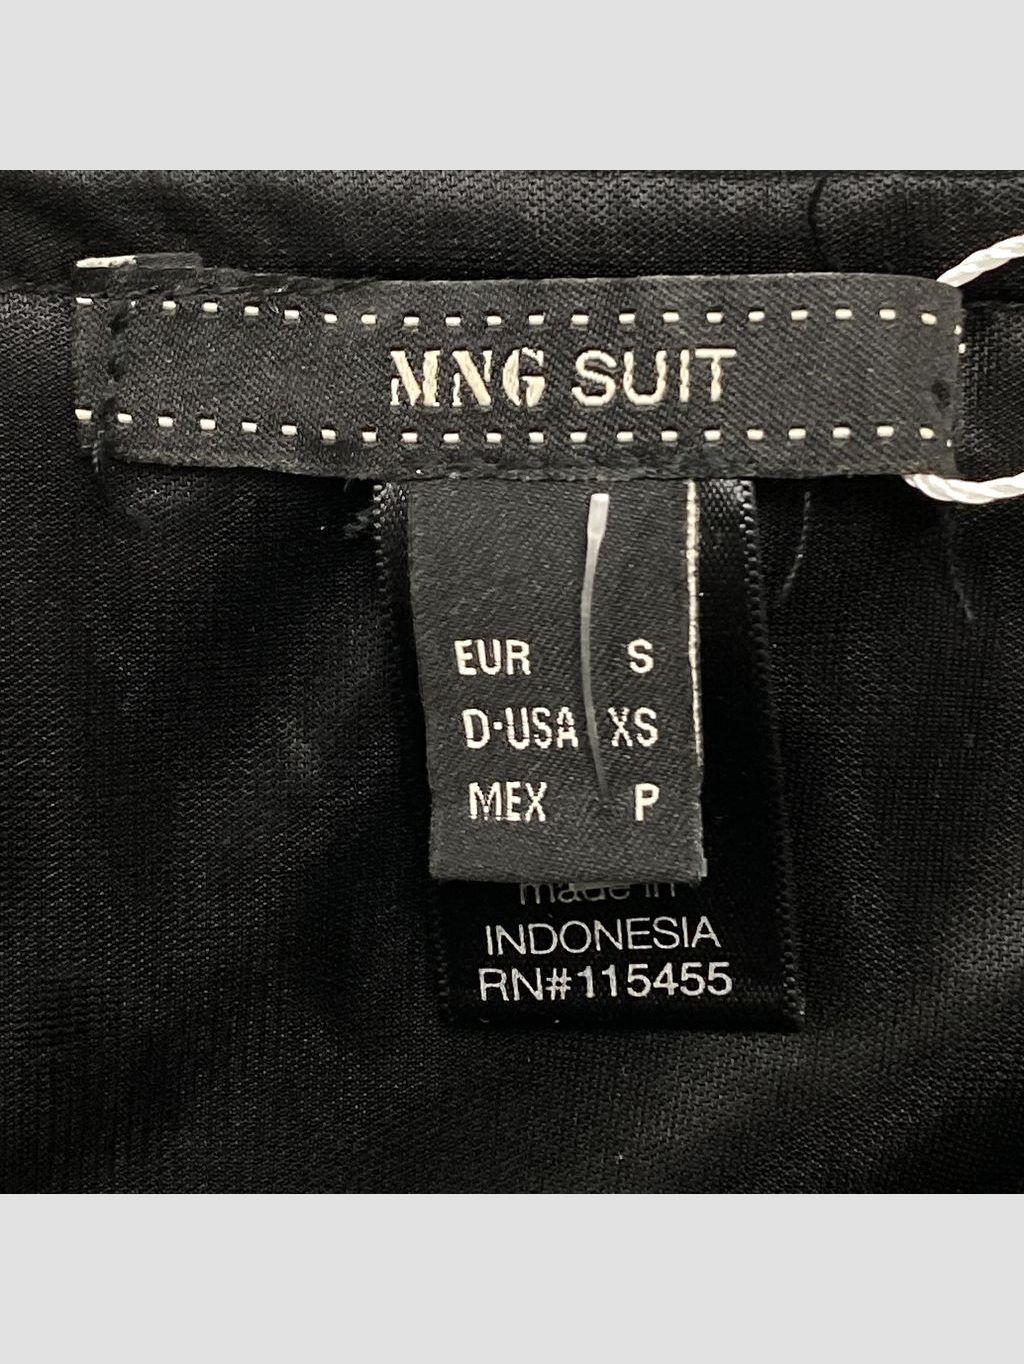 MNG SUIT
EUR S
D·USA XS
MEX P
made in
INDONESIA
RN#115455